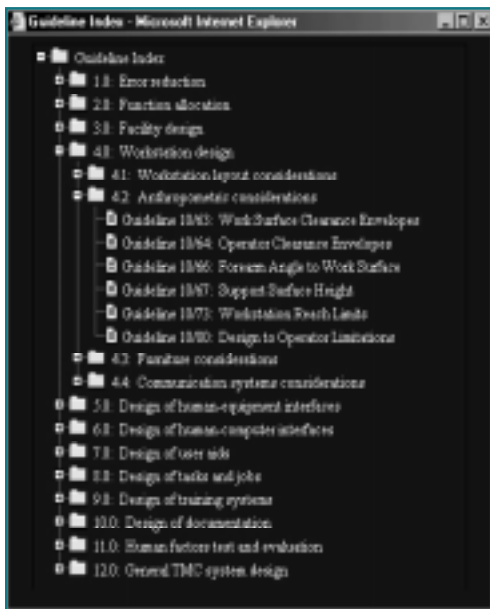 Guideline Index - Microsoft Internet Explorer
Guideline Index
1.0: Error reduction
2.0: Function allocation
3.0: Facility design
4.0: Workstation design
4.1: Workstation layout considerations
4.2: Anthropometric considerations
Guideline 10/63: Work Surface Clearance Envelopes
Guideline 10/64: Operator Clearance Envelopes
Guideline 10/66: Forearm Angle to Work Surface
Guideline 10/67: Support Surface Height
Guideline 10/73: Workstation Reach Limits
Guideline 10/80: Design to Operator Limitations
4.3: Furniture considerations
4.4: Communication systems considerations
5.0: Design of human-equipment interfaces
6.0: Design of human-computer interfaces
7.0: Design of user aids
8.0: Design of tasks and jobs
9.0: Design of training systems
10.0: Design of documentation
11.0: Human factors test and evaluation
12.0: General TMC system design